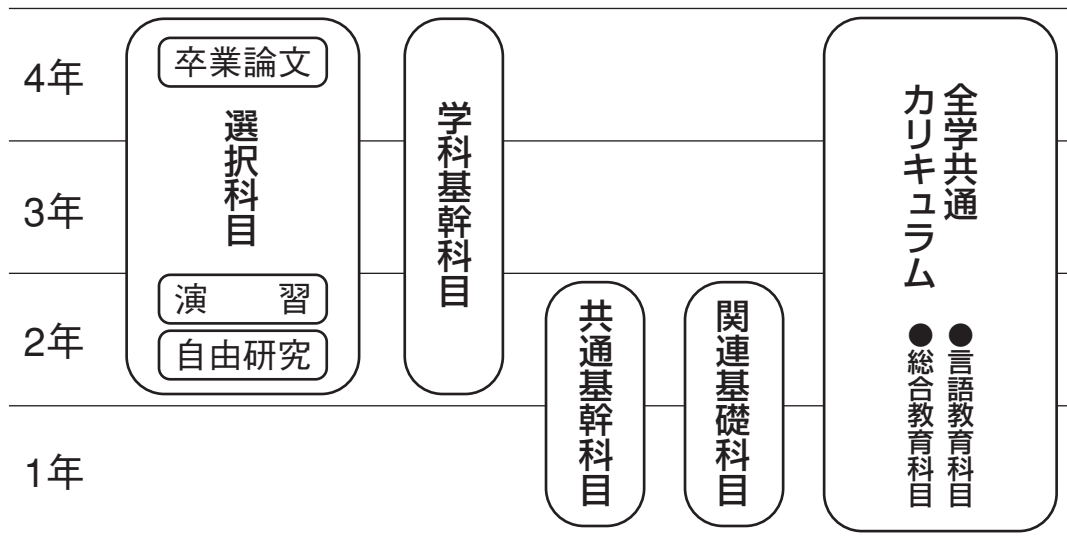 4年
3年
2年
1年
卒業論文
選択科目
演　　習
自由研究
学科基幹科目
共通基幹科目
関連基礎科目
全学共通
カリキュラム
●言語教育科目
●総合教育科目